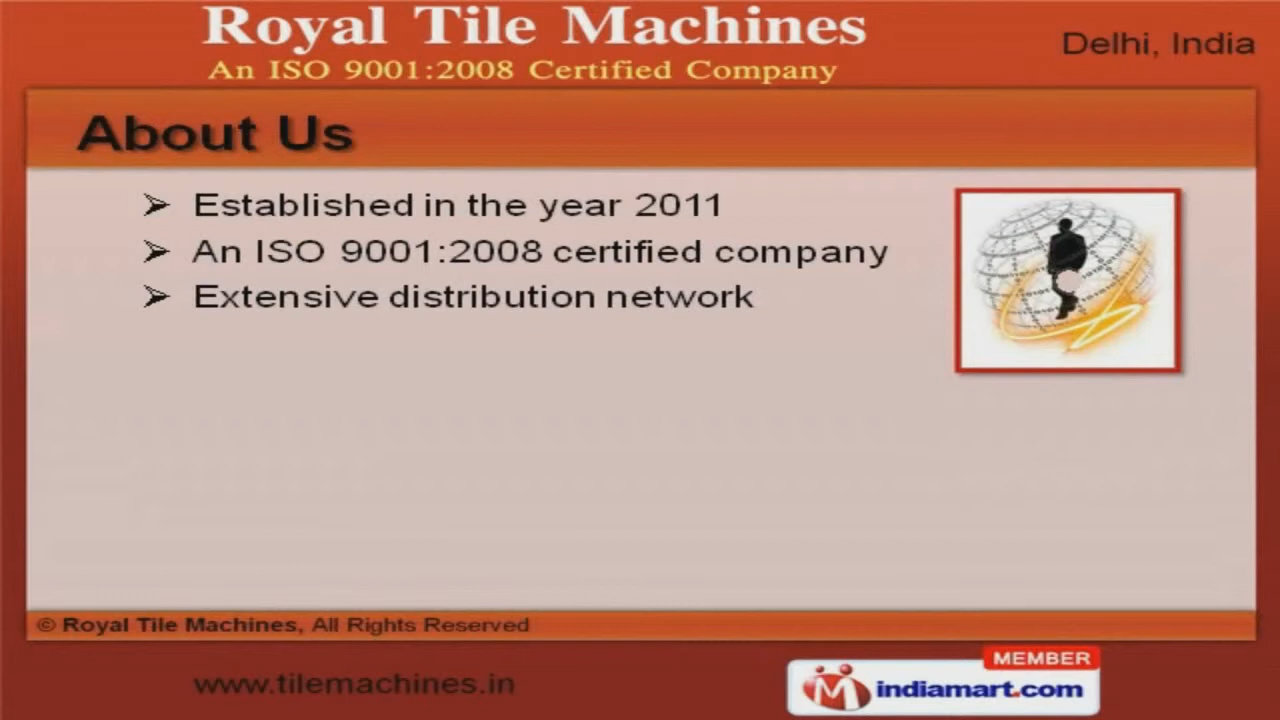 Royal Tile Machines
An ISO 9001:2008 Certified Company
Delhi, India
About Us
Established in the year 2011
An ISO 9001:2008 certified company
Extensive distribution network
© Royal Tile Machines, All Rights Reserved
www.tilemachines.in
MEMBER
indiamart.com